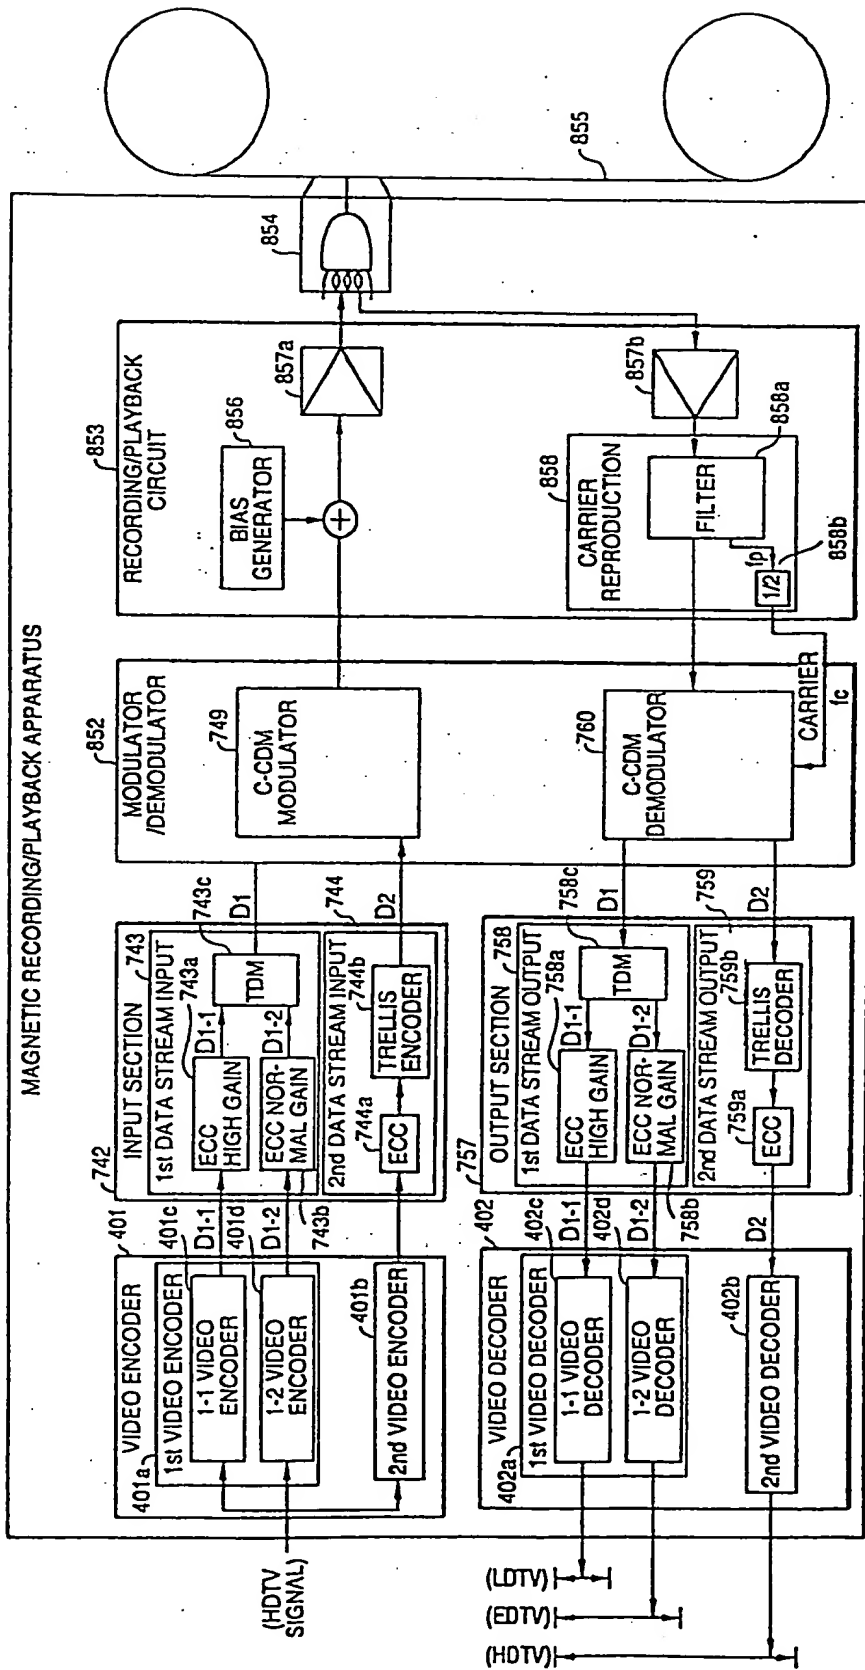 MAGNETIC RECORDING/PLAYBACK APPARATUS
(HDTV
SIGNAL)
401
VIDEO ENCODER
401a
1st VIDEO ENCODER
401c
1-1 VIDEO
ENCODER
401d
1-2 VIDEO
ENCODER
401b
2nd VIDEO ENCODER
D1-1
D1-2
742
INPUT SECTION
743
1st DATA STREAM INPUT
743a
ECC
HIGH GAIN
D1-1
743c
TDM
ECC NOR-
MAL GAIN
D1-2
743b
744
2nd DATA STREAM INPUT
744a
ECC
744b
TRELLIS
ENCODER
D1
D2
852
MODULATOR
/DEMODULATOR
749
C-CDM
MODULATOR
760
C-CDM
DEMODULATOR
CARRIER
fc
853
RECORDING/PLAYBACK
CIRCUIT
856
BIAS
GENERATOR
+
857a
854
855
857b
858
CARRIER
REPRODUCTION
858a
FILTER
fp
1/2
858b
D1
D2
757
OUTPUT SECTION
758
1st DATA STREAM OUTPUT
758a
ECC
HIGH GAIN
D1-1
758c
TDM
ECC NOR-
MAL GAIN
D1-2
758b
759
2nd DATA STREAM OUTPUT
759a
ECC
759b
TRELLIS
DECODER
D1-1
D1-2
D2
402
VIDEO DECODER
402a
1st VIDEO DECODER
402c
1-1 VIDEO
DECODER
402d
1-2 VIDEO
DECODER
402b
2nd VIDEO DECODER
(LDTV)
(EDTV)
(HDTV)